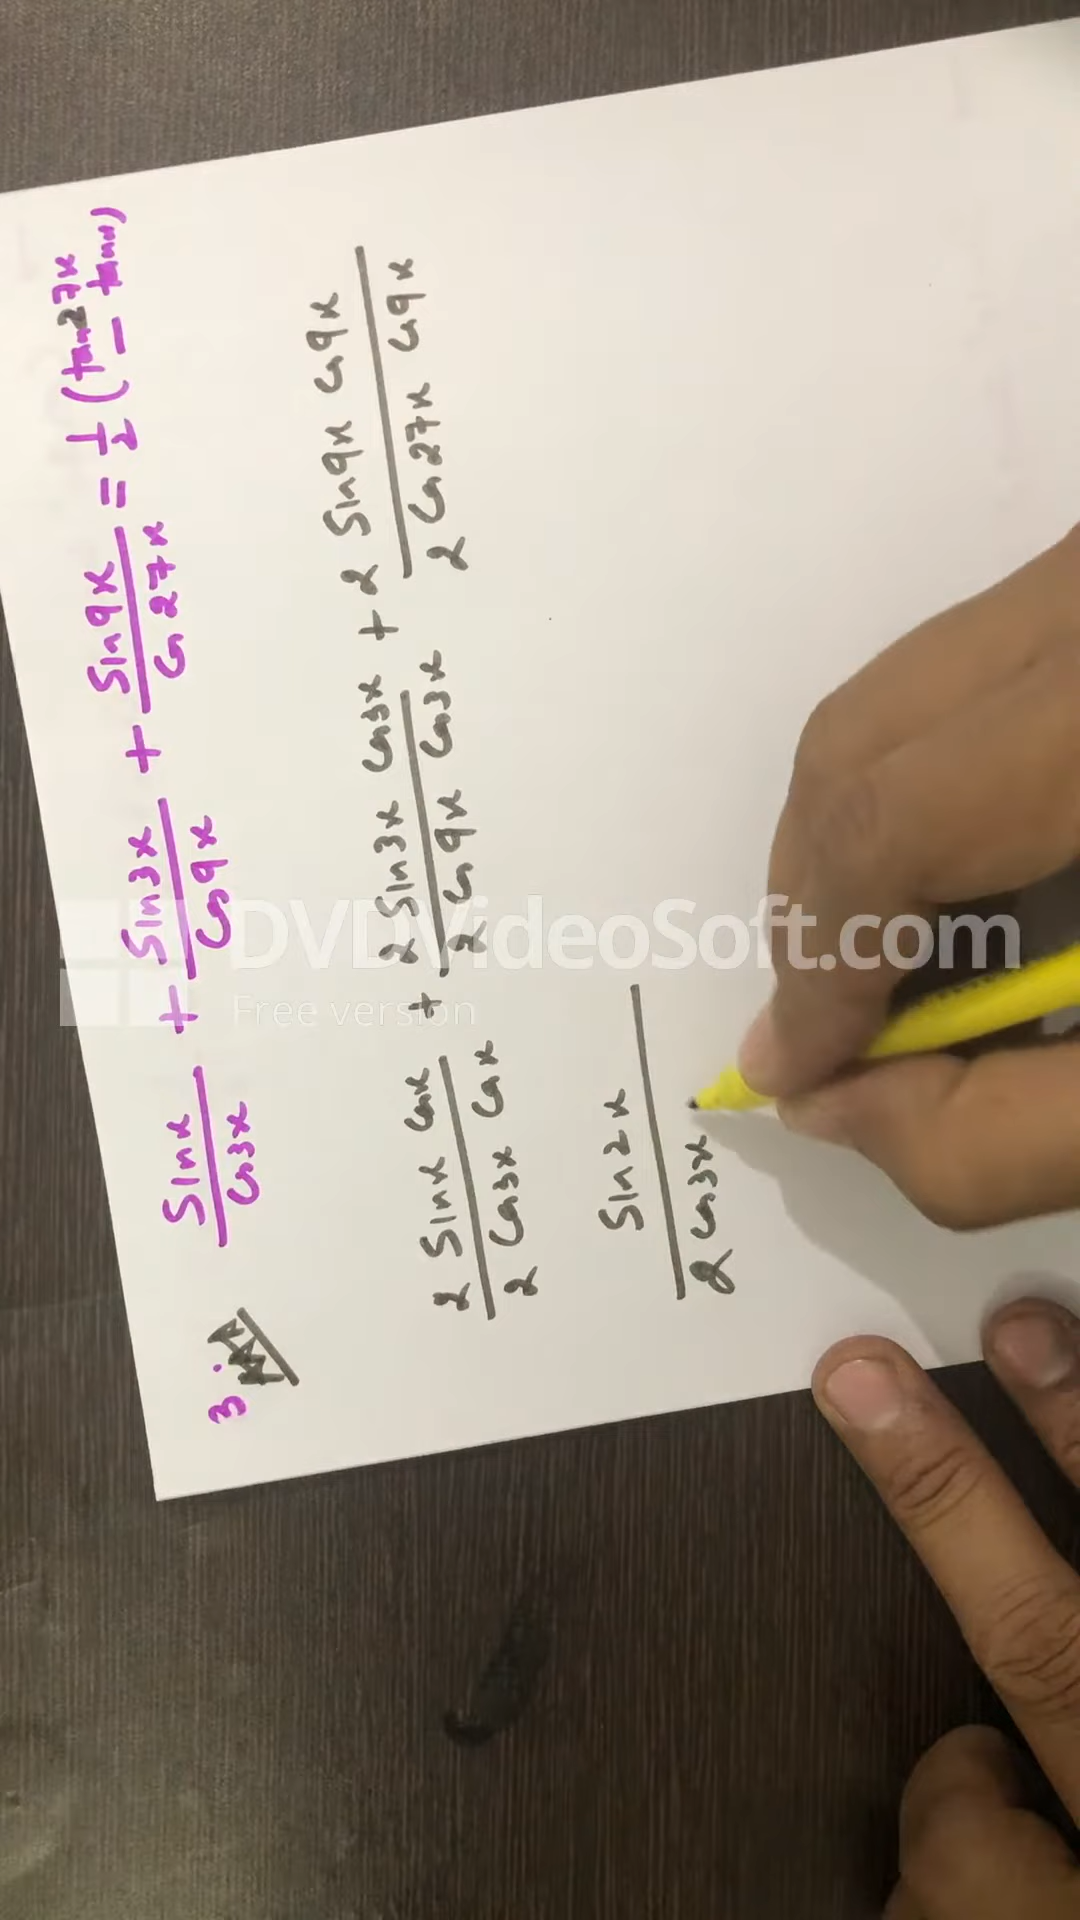 3. sinx/cos3x + sin3x/cos9x + sin9x/cos27x = 1/2 (tan27x - tanx)
2 sinx cosx / 2 cos3x cosx + 2 sin3x cos3x / 2 cos9x cos3x + 2 sin9x cos9x / 2 cos27x cos9x
sin2x / 2 cos3x
DVDVideoSoft.com
Free version